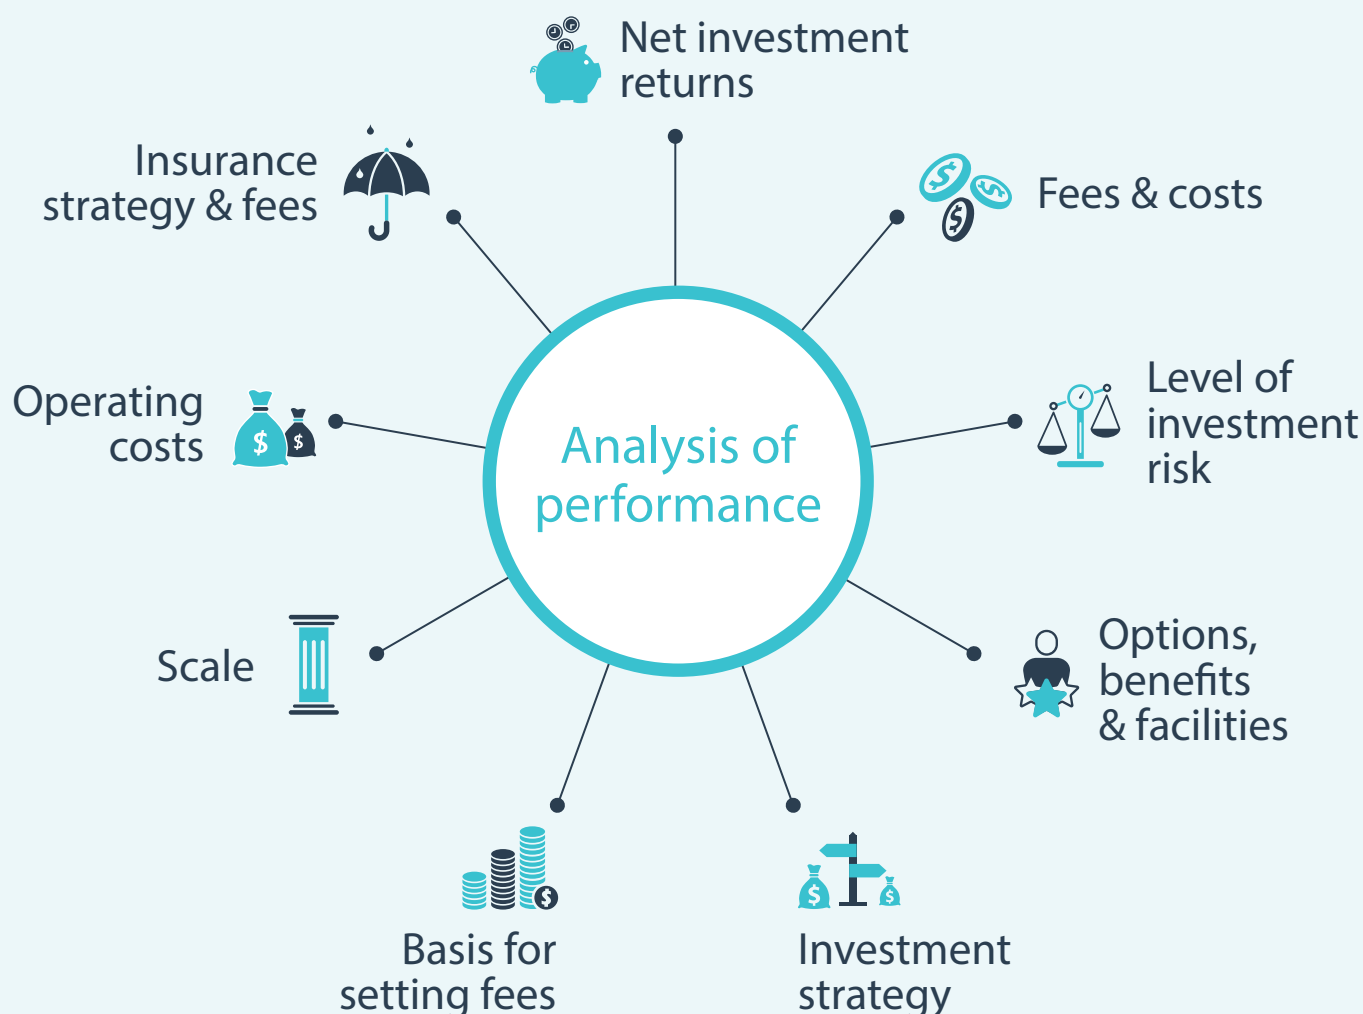 Net investment
returns
Fees & costs
Level of
investment
risk
Options,
benefits
& facilities
Investment
strategy
Basis for
setting fees
Scale
Operating
costs
Insurance
strategy & fees
Analysis of
performance